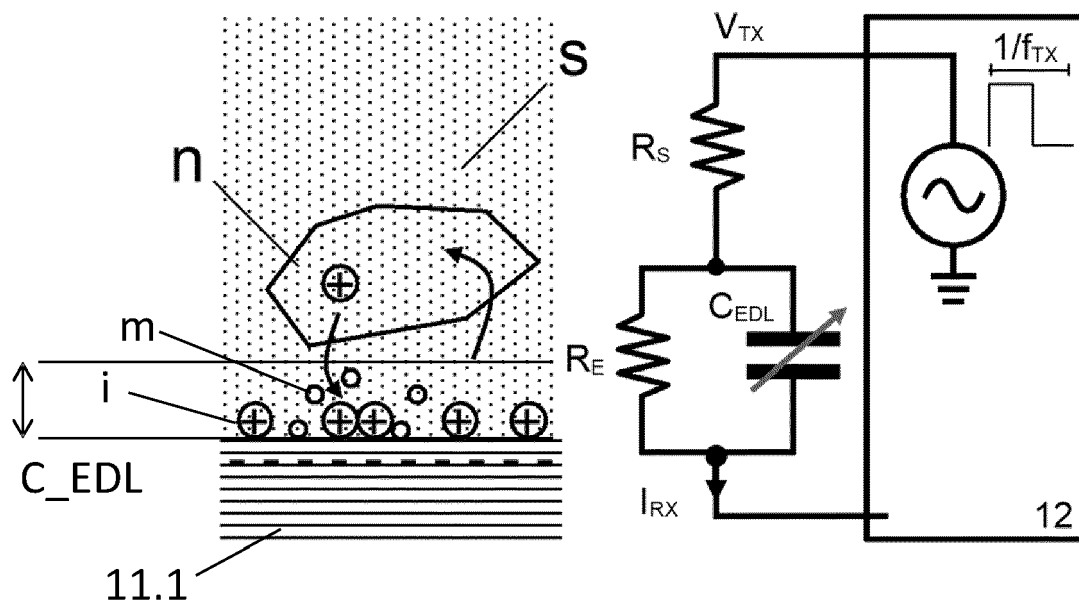 S
n
m
i
C_EDL
11.1
V_TX
1/f_TX
R_S
C_EDL
R_E
I_RX
12